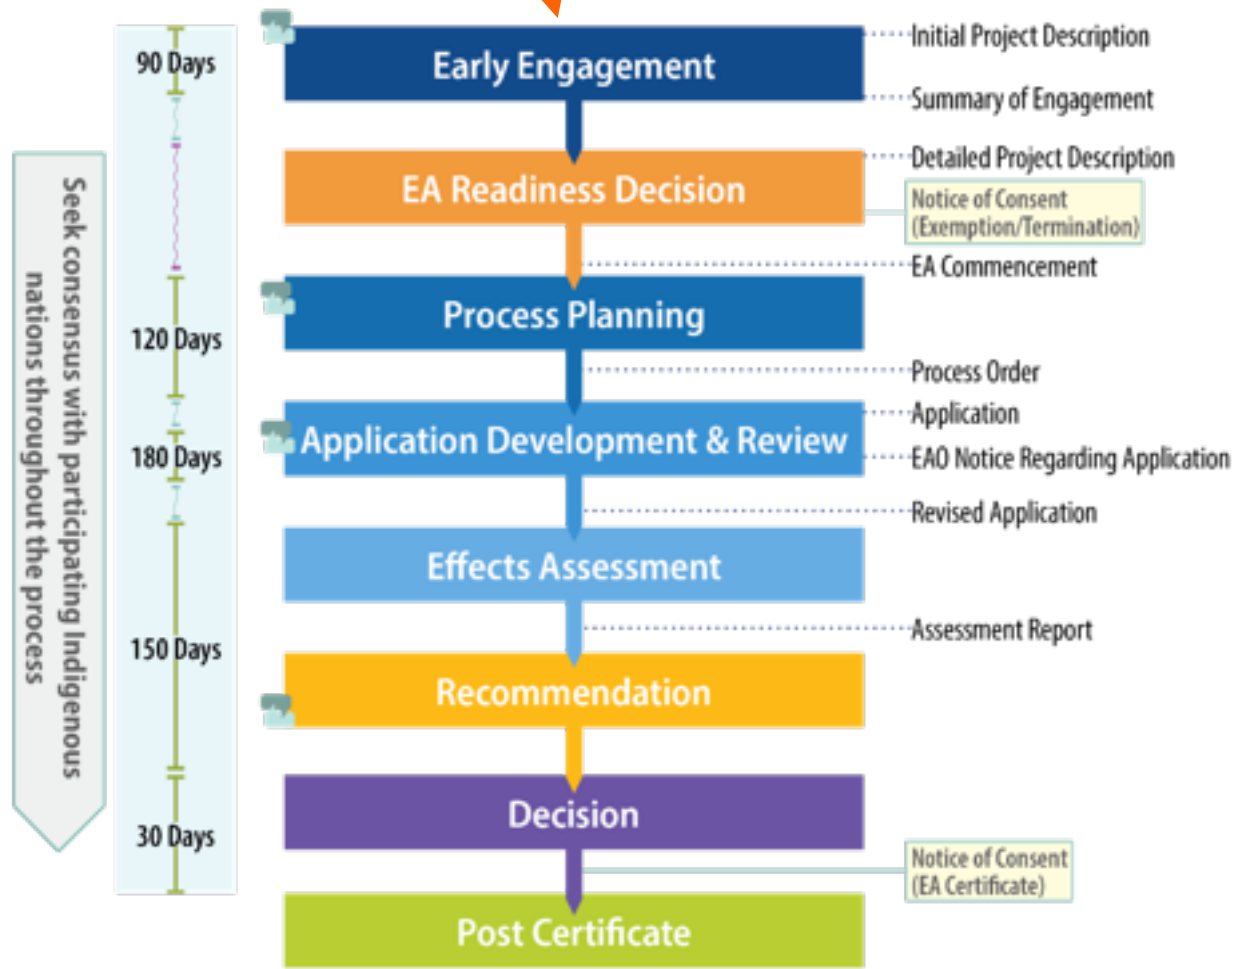 90 Days
120 Days
180 Days
150 Days
30 Days
Seek consensus with participating Indigenous
nations throughout the process
Early Engagement
EA Readiness Decision
Process Planning
Application Development & Review
Effects Assessment
Recommendation
Decision
Post Certificate
Initial Project Description
Summary of Engagement
Detailed Project Description
Notice of Consent
(Exemption/Termination)
EA Commencement
Process Order
Application
EAO Notice Regarding Application
Revised Application
Assessment Report
Notice of Consent
(EA Certificate)